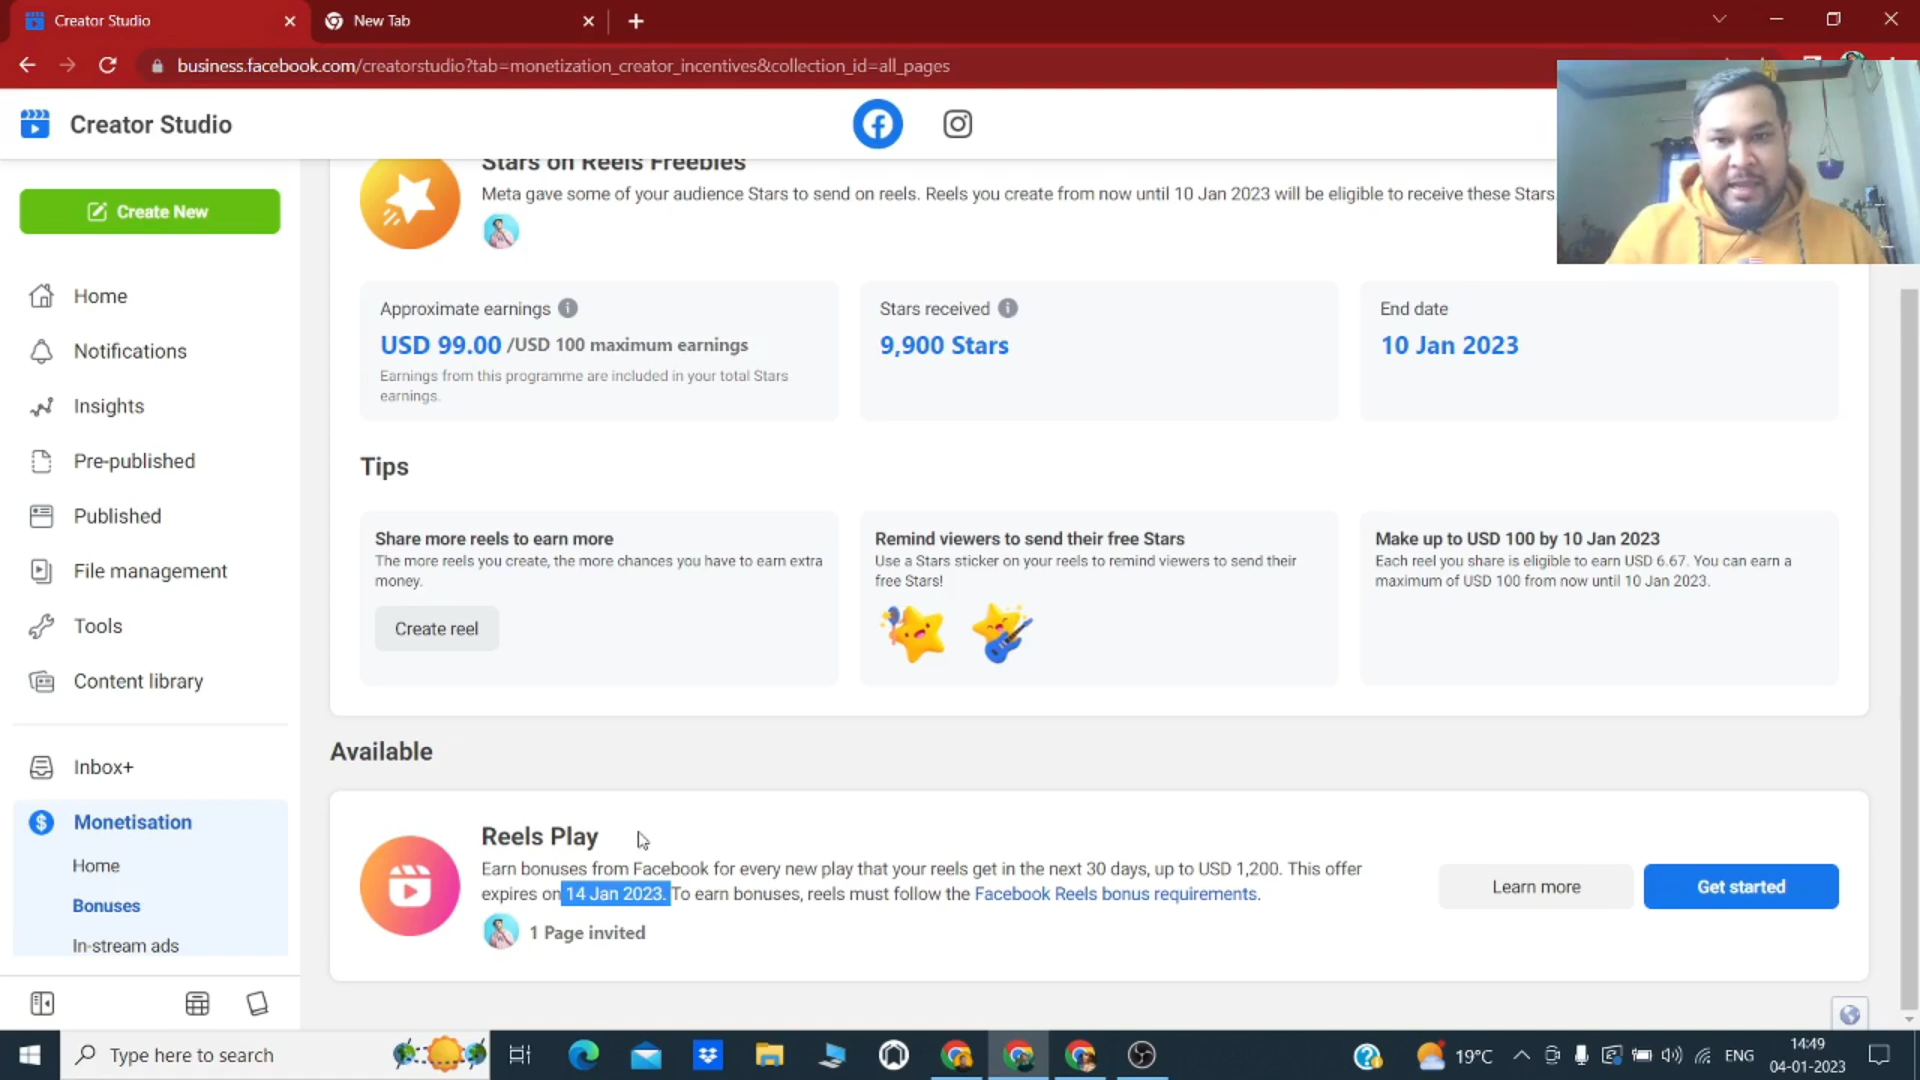 Creator Studio
New Tab
business.facebook.com/creatorstudio?tab=monetization_creator_incentives&collection_id=all_pages
Creator Studio
Create New
Home
Notifications
Insights
Pre-published
Published
File management
Tools
Content library
Inbox+
Monetisation
Home
Bonuses
In-stream ads
Stars on Reels Freebies
Meta gave some of your audience Stars to send on reels. Reels you create from now until 10 Jan 2023 will be eligible to receive these Stars.
Approximate earnings
USD 99.00 /USD 100 maximum earnings
Earnings from this programme are included in your total Stars
earnings.
Stars received
9,900 Stars
End date
10 Jan 2023
Tips
Share more reels to earn more
The more reels you create, the more chances you have to earn extra
money.
Create reel
Remind viewers to send their free Stars
Use a Stars sticker on your reels to remind viewers to send their
free Stars!
Make up to USD 100 by 10 Jan 2023
Each reel you share is eligible to earn USD 6.67. You can earn a
maximum of USD 100 from now until 10 Jan 2023.
Available
Reels Play
Earn bonuses from Facebook for every new play that your reels get in the next 30 days, up to USD 1,200. This offer
expires on 14 Jan 2023. To earn bonuses, reels must follow the Facebook Reels bonus requirements.
1 Page invited
Learn more
Get started
Type here to search
19°C
ENG
14:49
04-01-2023